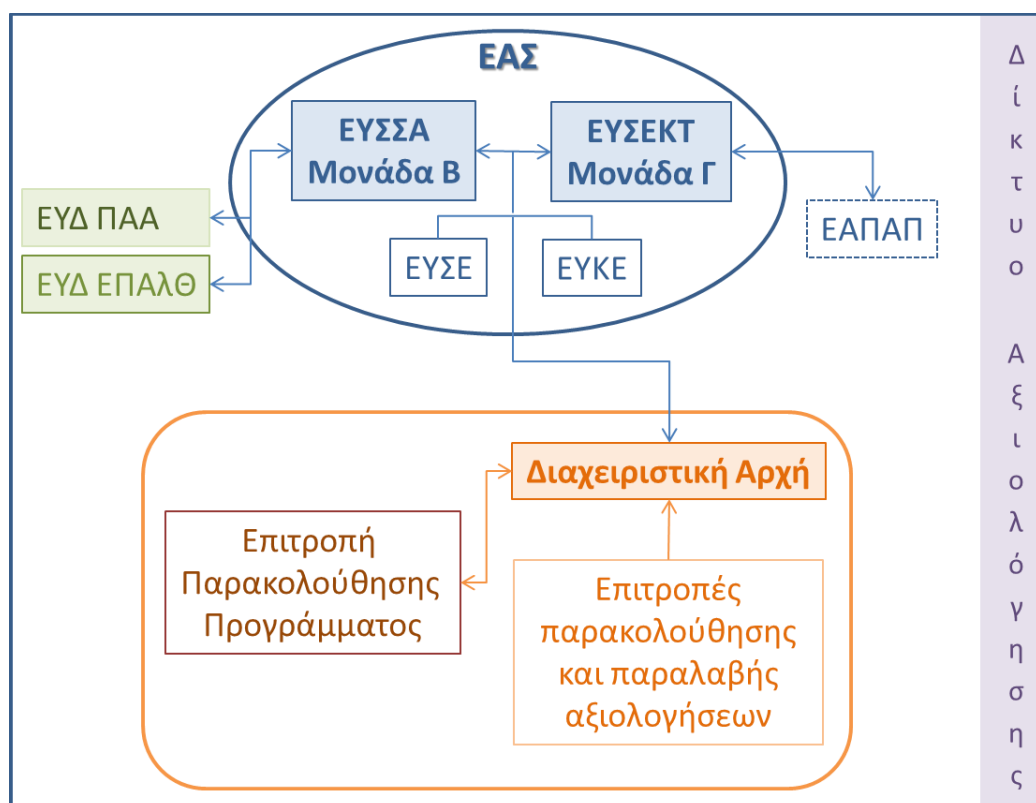 ΕΑΣ
ΕΥΣΣΑ
Μονάδα Β
ΕΥΣΕΚΤ
Μονάδα Γ
ΕΥΔ ΠΑΑ
ΕΥΔ ΕΠΑλΘ
ΕΥΣΕ
ΕΥΚΕ
ΕΑΠΑΠ
Διαχειριστική Αρχή
Επιτροπή
Παρακολούθησης
Προγράμματος
Επιτροπές
παρακολούθησης
και παραλαβής
αξιολογήσεων
Δίκτυο Αξιολόγησης